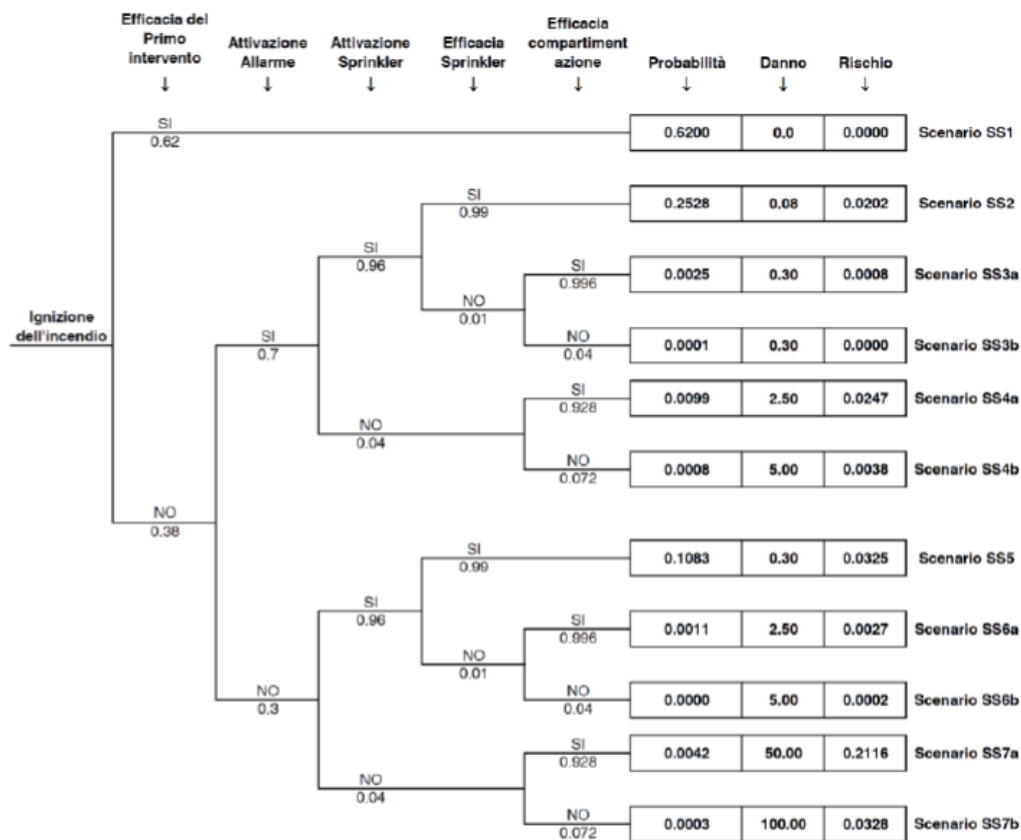 Efficacia del
Primo
intervento
Attivazione
Allarme
Attivazione
Sprinkler
Efficacia
Sprinkler
Efficacia
compartiment
azione
Probabilità
Danno
Rischio
SI
0.62
0.6200 0.0 0.0000 Scenario SS1
SI
0.99
0.2528 0.08 0.0202 Scenario SS2
SI
0.96
SI
0.996
0.0025 0.30 0.0008 Scenario SS3a
NO
0.01
Ignizione
dell'incendio
SI
0.7
NO
0.04
0.0001 0.30 0.0000 Scenario SS3b
SI
0.928
0.0099 2.50 0.0247 Scenario SS4a
NO
0.04
NO
0.072
0.0008 5.00 0.0038 Scenario SS4b
NO
0.38
SI
0.99
0.1083 0.30 0.0325 Scenario SS5
SI
0.96
SI
0.996
0.0011 2.50 0.0027 Scenario SS6a
NO
0.01
NO
0.3
NO
0.04
0.0000 5.00 0.0002 Scenario SS6b
SI
0.928
0.0042 50.00 0.2116 Scenario SS7a
NO
0.04
NO
0.072
0.0003 100.00 0.0328 Scenario SS7b